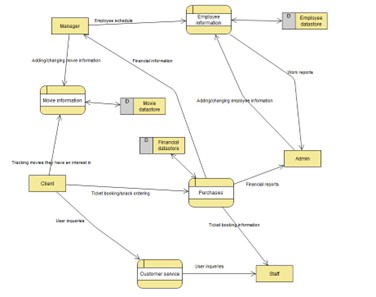 Manager
Employee schedule
Employee
information
D
Employee
datastore
Adding/changing movie information
Financial information
Work reports
Movie information
D
Movie
datastore
Adding/changing employee information
D
Financial
datastore
Admin
Tracking movies they have an interest in
Client
Ticket booking/snack ordering
Purchases
Financial reports
User inquiries
Ticket booking information
Customer service
User inquiries
Staff